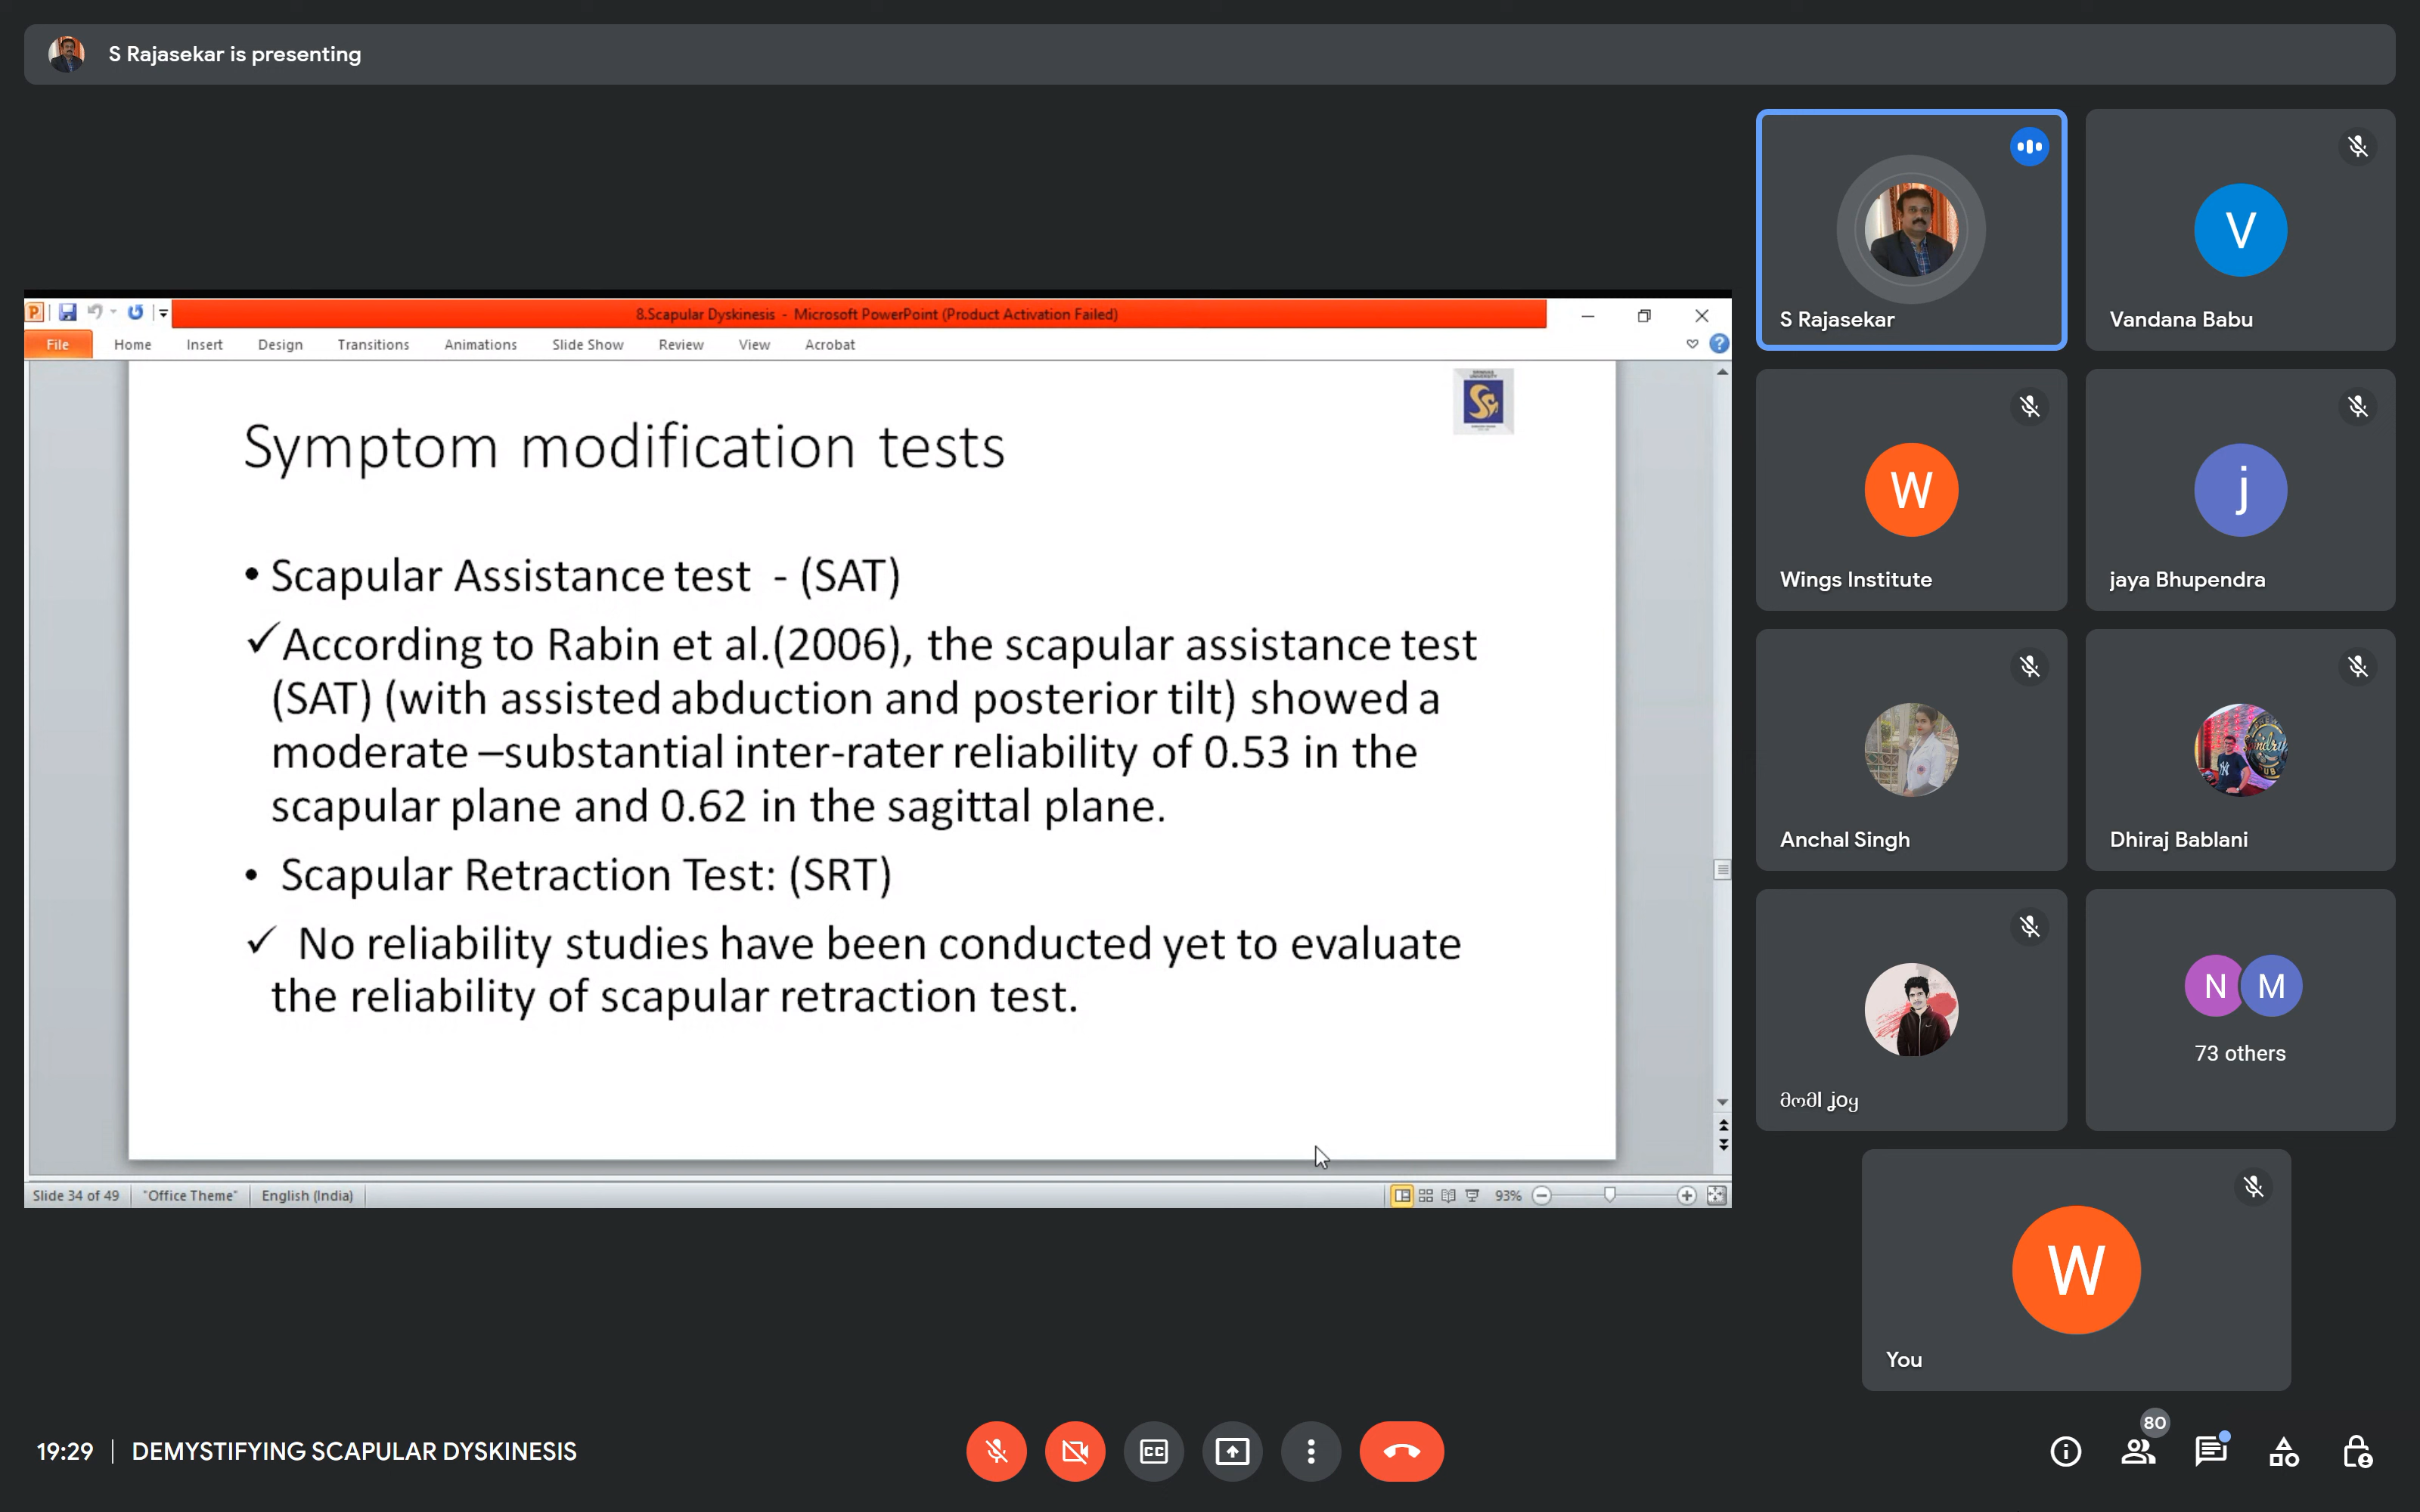 S Rajasekar is presenting
8.Scapular Dyskinesis - Microsoft PowerPoint (Product Activation Failed)
File Home Insert Design Transitions Animations Slide Show Review View Acrobat
Symptom modification tests
• Scapular Assistance test - (SAT)
✓According to Rabin et al.(2006), the scapular assistance test
(SAT) (with assisted abduction and posterior tilt) showed a
moderate –substantial inter-rater reliability of 0.53 in the
scapular plane and 0.62 in the sagittal plane.
• Scapular Retraction Test: (SRT)
✓ No reliability studies have been conducted yet to evaluate
the reliability of scapular retraction test.
Slide 34 of 49 "Office Theme" English (India) 93%
S Rajasekar
V
Vandana Babu
W
Wings Institute
j
jaya Bhupendra
Anchal Singh
Dhiraj Bablani
N M
73 others
W
You
19:29 | DEMYSTIFYING SCAPULAR DYSKINESIS
CC
80